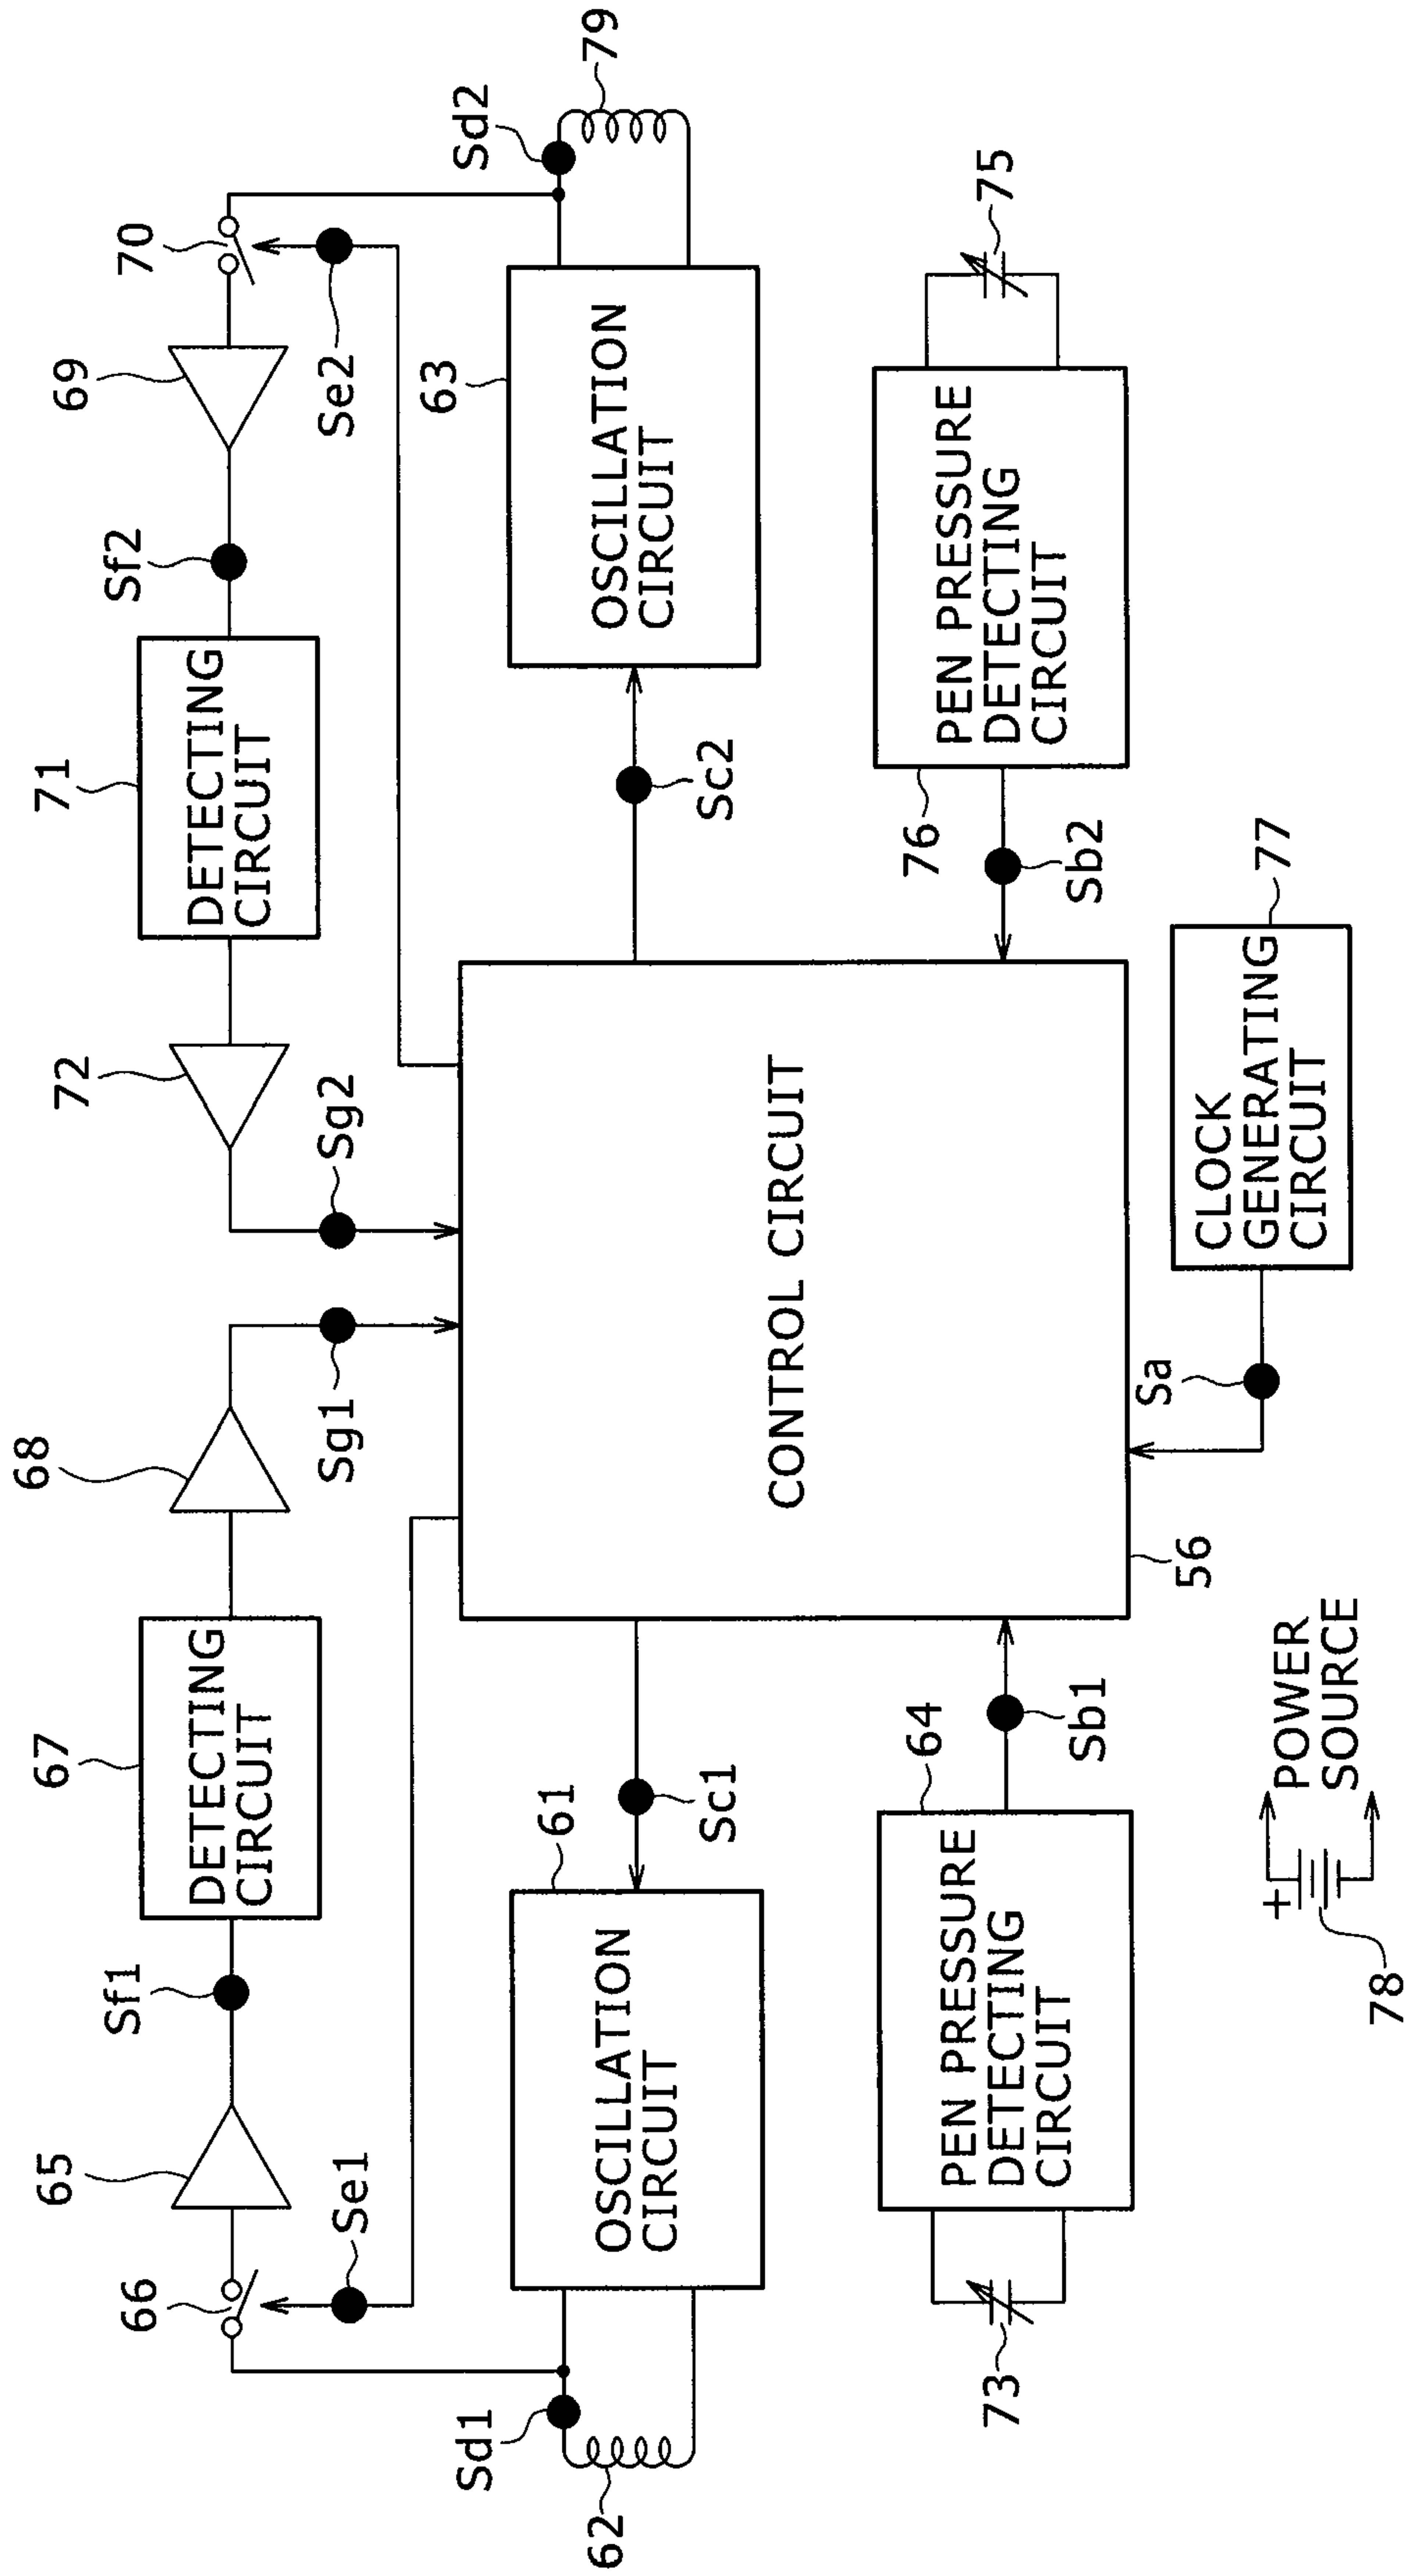 66
65
Sf1
67
DETECTING
CIRCUIT
68
72
71
DETECTING
CIRCUIT
Sf2
69
70
Se1
Sg1
Sg2
Se2
Sd1
62
61
OSCILLATION
CIRCUIT
Sc1
CONTROL CIRCUIT
Sc2
63
OSCILLATION
CIRCUIT
Sd2
79
73
64
PEN PRESSURE
DETECTING
CIRCUIT
Sb1
56
Sa
Sb2
76
PEN PRESSURE
DETECTING
CIRCUIT
75
78
+
POWER
SOURCE
CLOCK
GENERATING
CIRCUIT
77